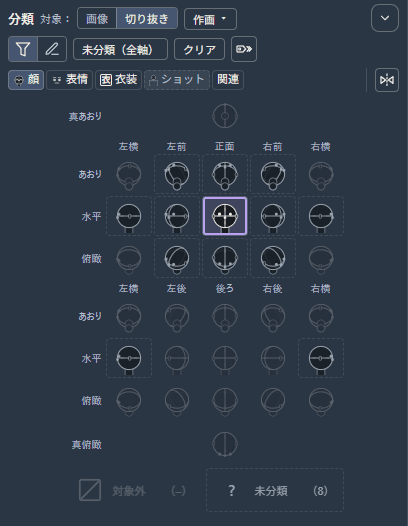 分類 対象： 画像 切り抜き 作画
未分類（全軸） クリア
顔 表情 衣 衣装 ショット 関連
真あおり
左横 左前 正面 右前 右横
あおり
水平
俯瞰
左横 左後 後ろ 右後 右横
あおり
水平
俯瞰
真俯瞰
対象外 （—） ? 未分類 （8）